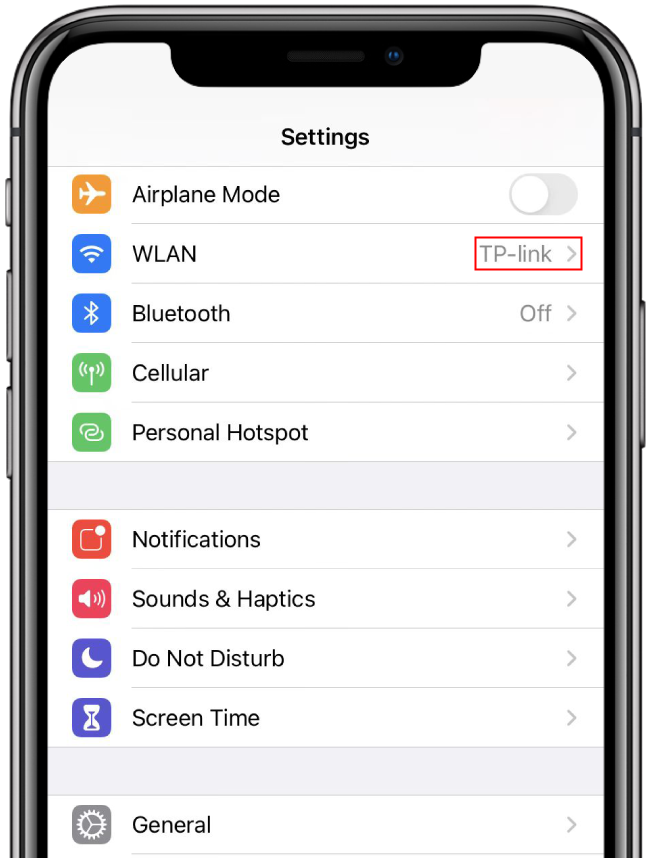 Settings
Airplane Mode
WLAN TP-link
Bluetooth Off
Cellular
Personal Hotspot
Notifications
Sounds & Haptics
Do Not Disturb
Screen Time
General